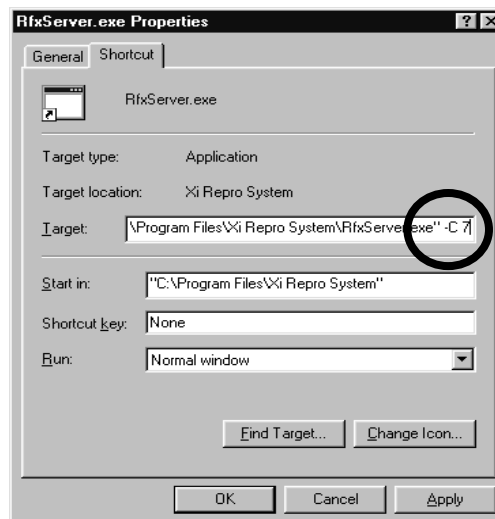 RfxServer.exe Properties
General Shortcut
RfxServer.exe
Target type: Application
Target location: Xi Repro System
Target: \Program Files\Xi Repro System\RfxServer.exe" -C 7
Start in: "C:\Program Files\Xi Repro System"
Shortcut key: None
Run: Normal window
Find Target... Change Icon...
OK Cancel Apply